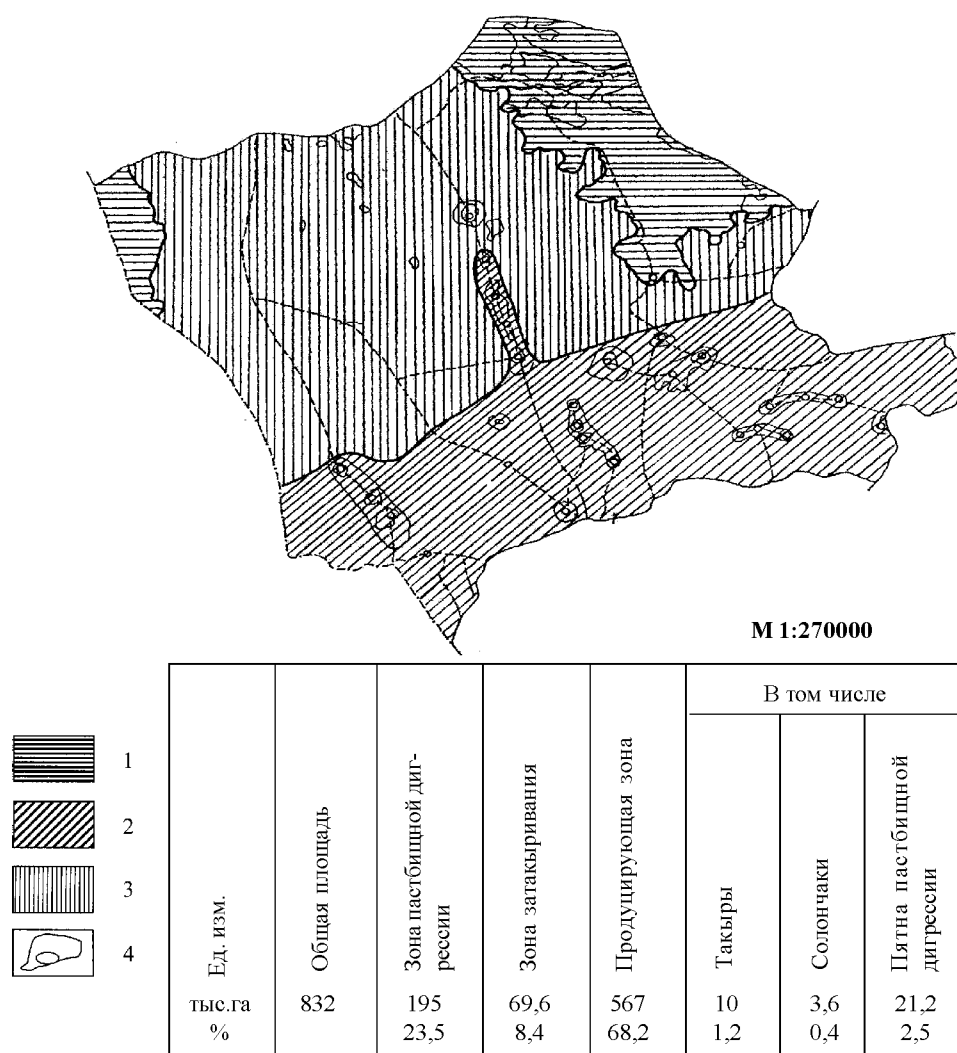 М 1:270000
В том числе
1
2
3
4
Ед. изм.
Общая площадь
Зона пастбищной диг-
рессии
Зона затакыривания
Продуцирующая зона
Такыры
Солончаки
Пятна пастбищной
дигрессии
тыс.га 832 195 69,6 567 10 3,6 21,2
% 23,5 8,4 68,2 1,2 0,4 2,5